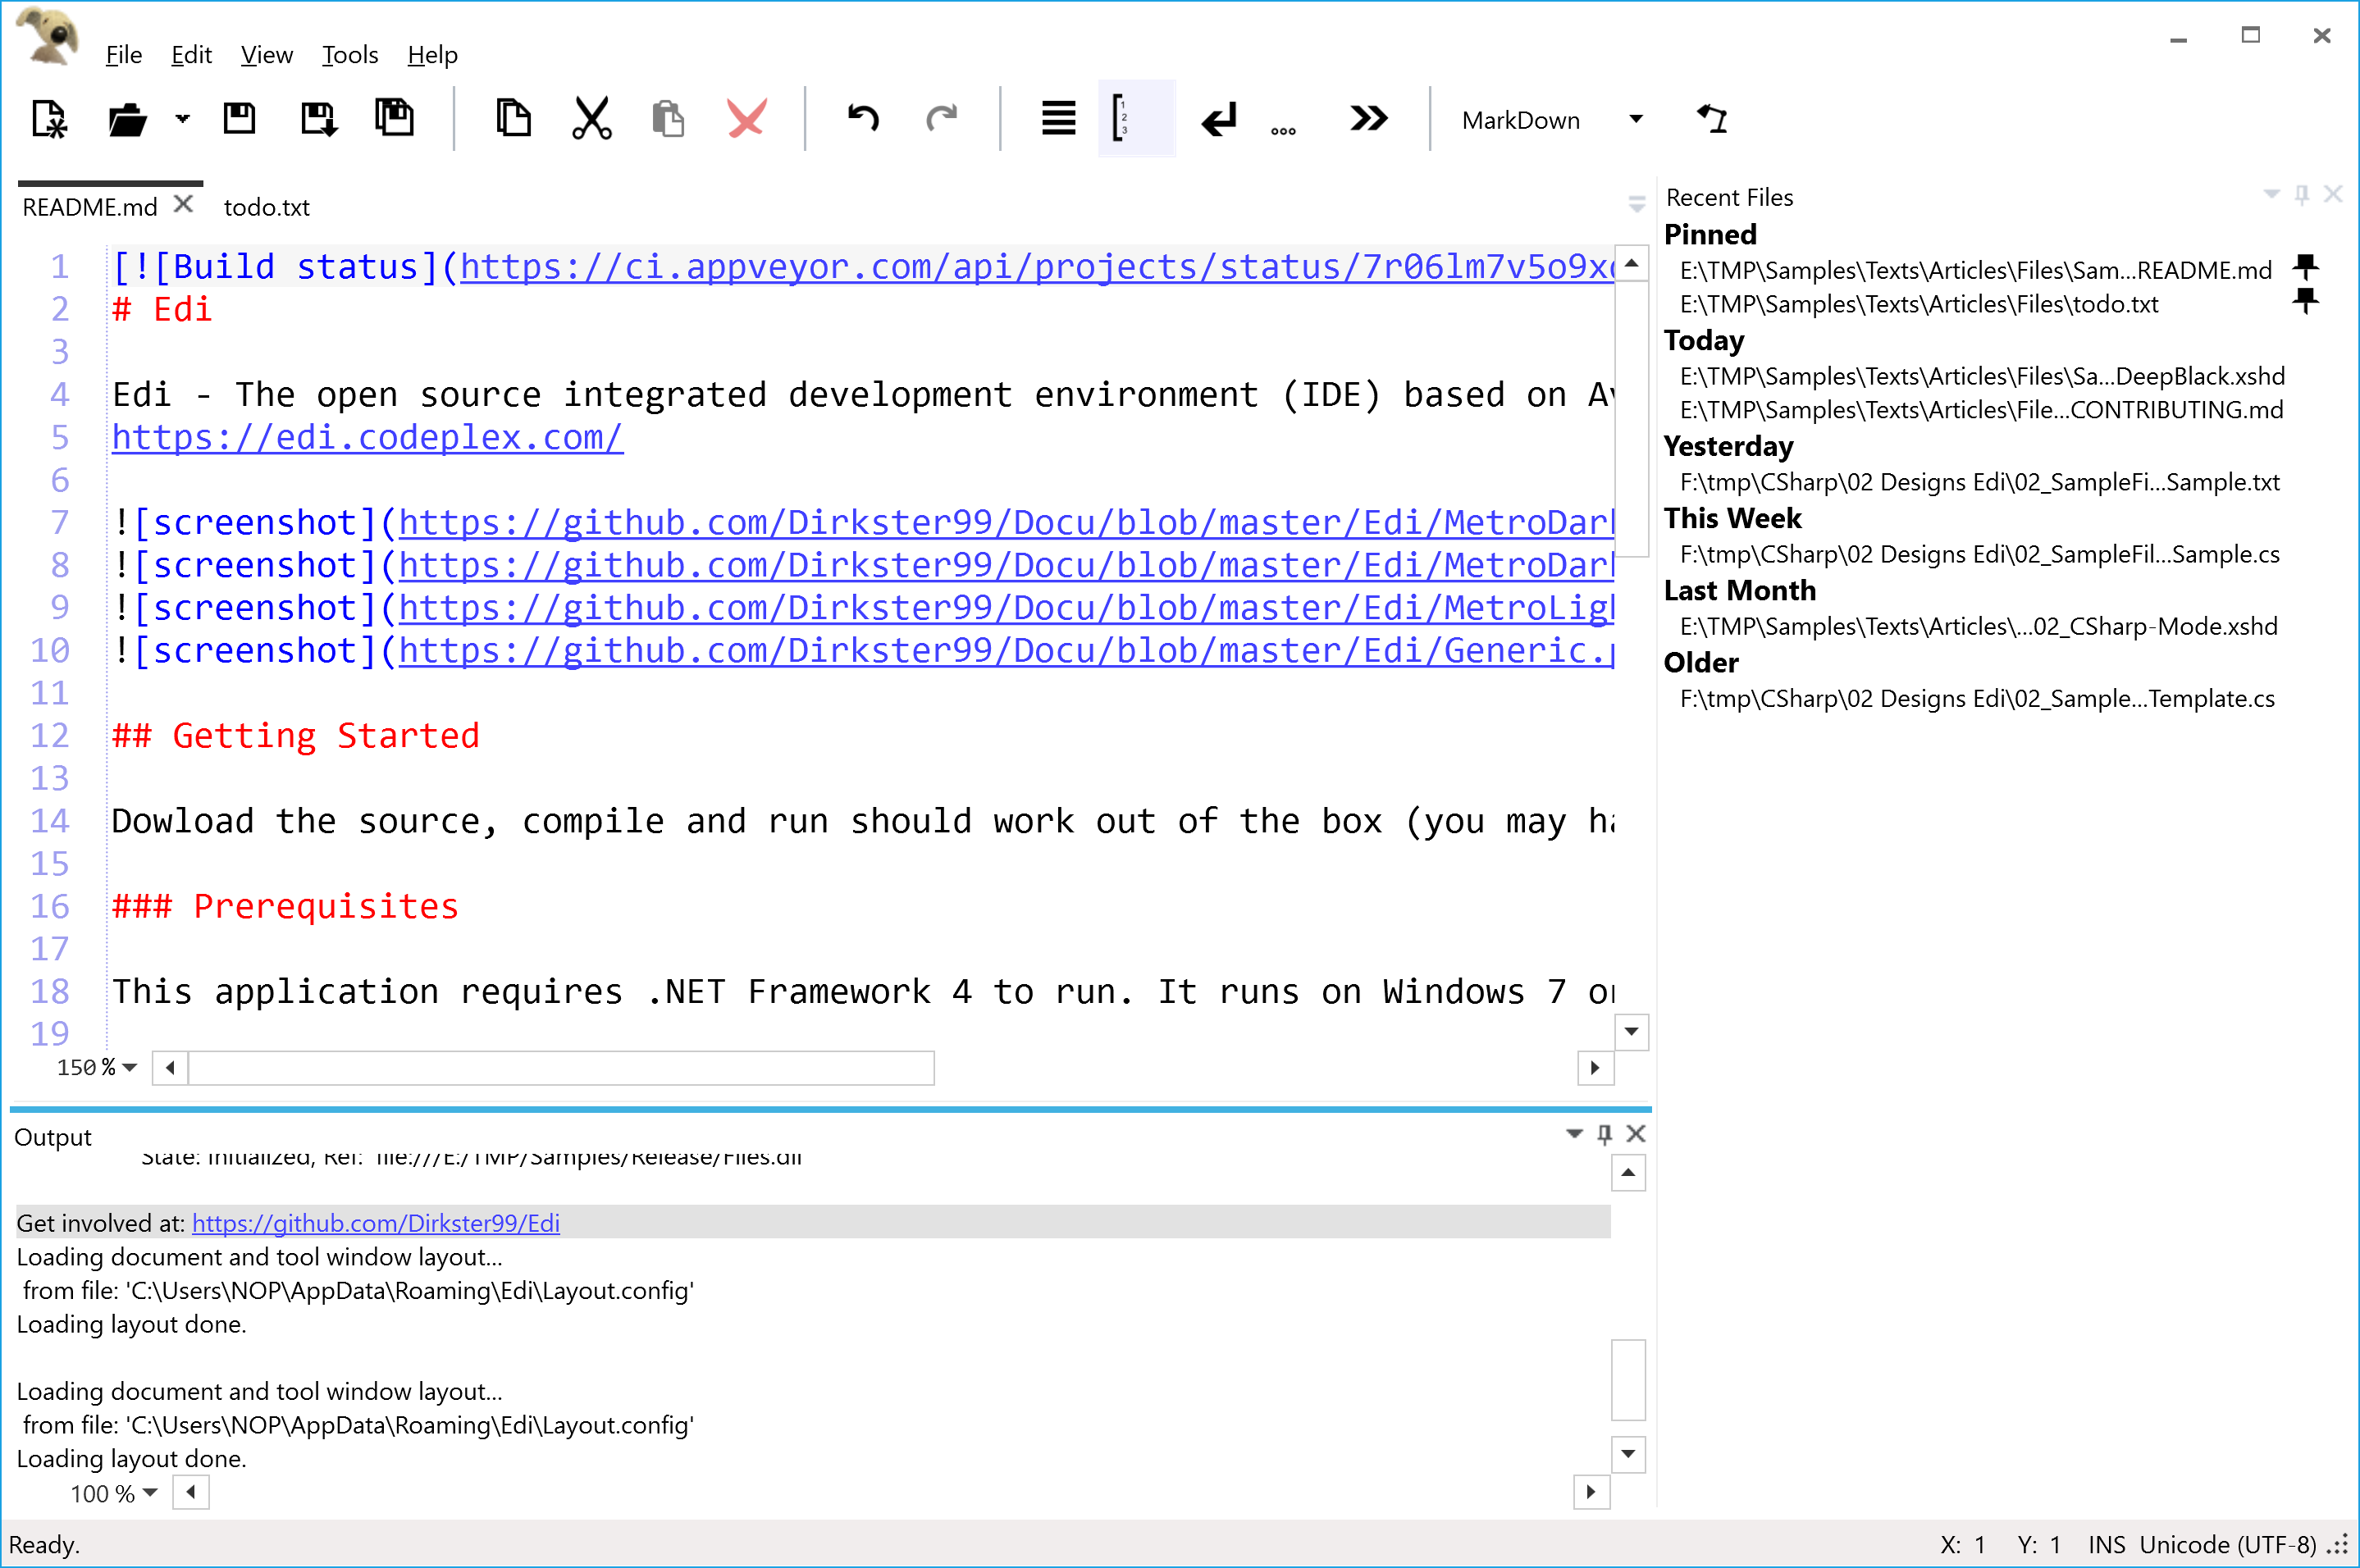 File Edit View Tools Help
MarkDown
README.md todo.txt
1 [![Build status](https://ci.appveyor.com/api/projects/status/7r06lm7v5o9x
2 # Edi
3
4 Edi - The open source integrated development environment (IDE) based on Av
5 https://edi.codeplex.com/
6
7 ![screenshot](https://github.com/Dirkster99/Docu/blob/master/Edi/MetroDark
8 ![screenshot](https://github.com/Dirkster99/Docu/blob/master/Edi/MetroDark
9 ![screenshot](https://github.com/Dirkster99/Docu/blob/master/Edi/MetroLigh
10 ![screenshot](https://github.com/Dirkster99/Docu/blob/master/Edi/Generic.p
11
12 ## Getting Started
13
14 Dowload the source, compile and run should work out of the box (you may ha
15
16 ### Prerequisites
17
18 This application requires .NET Framework 4 to run. It runs on Windows 7 or
19
150 %
Recent Files
Pinned
E:\TMP\Samples\Texts\Articles\Files\Sam...README.md
E:\TMP\Samples\Texts\Articles\Files\todo.txt
Today
E:\TMP\Samples\Texts\Articles\Files\Sa...DeepBlack.xshd
E:\TMP\Samples\Texts\Articles\File...CONTRIBUTING.md
Yesterday
F:\tmp\CSharp\02 Designs Edi\02_SampleFi...Sample.txt
This Week
F:\tmp\CSharp\02 Designs Edi\02_SampleFil...Sample.cs
Last Month
E:\TMP\Samples\Texts\Articles\...02_CSharp-Mode.xshd
Older
F:\tmp\CSharp\02 Designs Edi\02_Sample...Template.cs
Output
State: Initialized, Ref: 'file:///E:/TMP/Samples/Release/Files.dll
Get involved at: https://github.com/Dirkster99/Edi
Loading document and tool window layout...
from file: 'C:\Users\NOP\AppData\Roaming\Edi\Layout.config'
Loading layout done.
Loading document and tool window layout...
from file: 'C:\Users\NOP\AppData\Roaming\Edi\Layout.config'
Loading layout done.
100 %
Ready.
X: 1 Y: 1 INS Unicode (UTF-8)